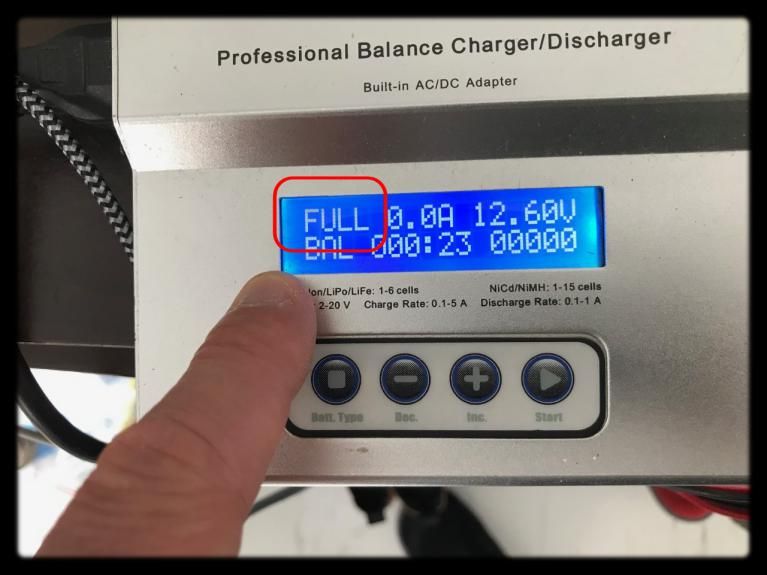 Professional Balance Charger/Discharger
Built-in AC/DC Adapter
FULL 0.0A 12.60V
BAL 000:23 00000
Ion/LiPo/LiFe: 1-6 cells NiCd/NiMH: 1-15 cells
2-20 V Charge Rate: 0.1-5 A Discharge Rate: 0.1-1 A
Batt. Type Dec. Inc. Start